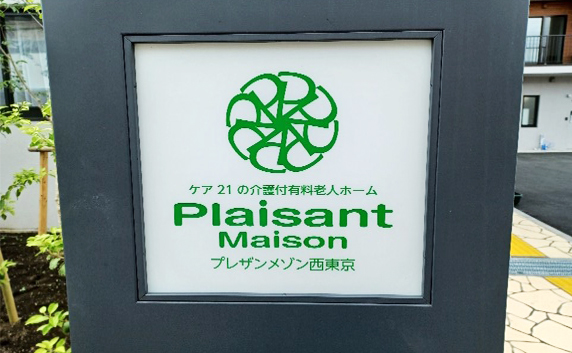 ケア21の介護付有料老人ホーム
Plaisant
Maison
プレザンメゾン西東京